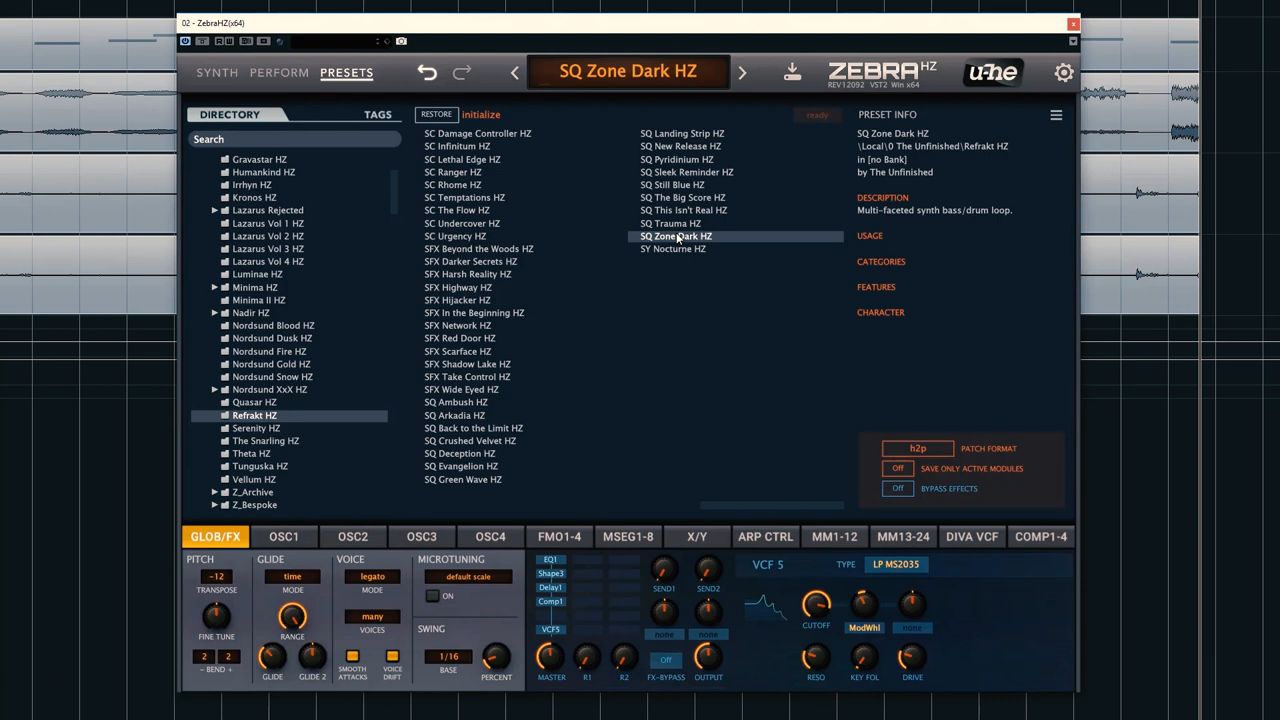 02 - ZebraHZ(x64)
x
SYNTH PERFORM PRESETS
SQ Zone Dark HZ
ZEBRA HZ
REV12092 VST2 Win x64
u-he
DIRECTORY TAGS
RESTORE initialize
ready
PRESET INFO
Search
Gravastar HZ
Humankind HZ
Irrhyn HZ
Kronos HZ
Lazarus Rejected
Lazarus Vol 1 HZ
Lazarus Vol 2 HZ
Lazarus Vol 3 HZ
Lazarus Vol 4 HZ
Luminae HZ
Minima HZ
Minima II HZ
Nadir HZ
Nordsund Blood HZ
Nordsund Dusk HZ
Nordsund Fire HZ
Nordsund Gold HZ
Nordsund Snow HZ
Nordsund XxX HZ
Quasar HZ
Refrakt HZ
Serenity HZ
The Snarling HZ
Theta HZ
Tunguska HZ
Vellum HZ
Z_Archive
Z_Bespoke
SC Damage Controller HZ
SC Infinitum HZ
SC Lethal Edge HZ
SC Ranger HZ
SC Rhome HZ
SC Temptations HZ
SC The Flow HZ
SC Undercover HZ
SC Urgency HZ
SFX Beyond the Woods HZ
SFX Darker Secrets HZ
SFX Harsh Reality HZ
SFX Highway HZ
SFX Hijacker HZ
SFX In the Beginning HZ
SFX Network HZ
SFX Red Door HZ
SFX Scarface HZ
SFX Shadow Lake HZ
SFX Take Control HZ
SFX Wide Eyed HZ
SQ Ambush HZ
SQ Arkadia HZ
SQ Back to the Limit HZ
SQ Crushed Velvet HZ
SQ Deception HZ
SQ Evangelion HZ
SQ Green Wave HZ
SQ Landing Strip HZ
SQ New Release HZ
SQ Pyridinium HZ
SQ Sleek Reminder HZ
SQ Still Blue HZ
SQ The Big Score HZ
SQ This Isn't Real HZ
SQ Trauma HZ
SQ Zone Dark HZ
SY Nocturne HZ
SQ Zone Dark HZ
\Local\0 The Unfinished\Refrakt HZ
in [no Bank]
by The Unfinished
DESCRIPTION
Multi-faceted synth bass/drum loop.
USAGE
CATEGORIES
FEATURES
CHARACTER
h2p PATCH FORMAT
Off SAVE ONLY ACTIVE MODULES
Off BYPASS EFFECTS
GLOB/FX OSC1 OSC2 OSC3 OSC4 FMO1-4 MSEG1-8 X/Y ARP CTRL MM1-12 MM13-24 DIVA VCF COMP1-4
PITCH
-12
TRANSPOSE
FINE TUNE
2 2
- BEND +
GLIDE
time
MODE
RANGE
GLIDE GLIDE 2
VOICE
legato
MODE
many
VOICES
SMOOTH ATTACKS
VOICE DRIFT
MICROTUNING
default scale
ON
SWING
1/16
BASE PERCENT
EQ1
Shape3
Delay1
Comp1
VCF5
MASTER R1 R2
SEND1 SEND2
none none
Off
FX-BYPASS OUTPUT
VCF 5 TYPE LP MS2035
CUTOFF ModWhl none
RESO KEY FOL DRIVE